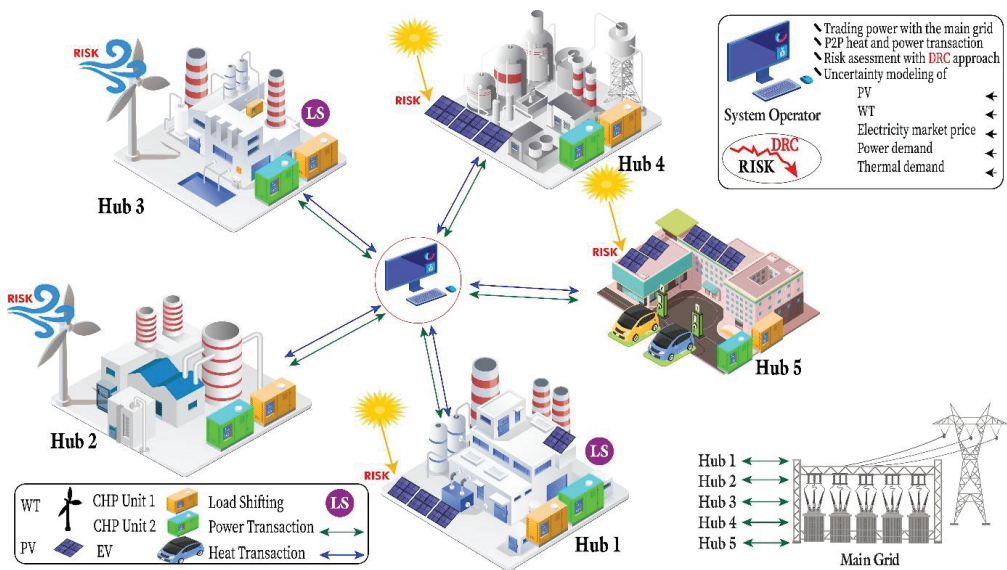 RISK
LS
Hub 3
RISK
Hub 4
Trading power with the main grid
P2P heat and power transaction
Risk asessment with DRC approach
Uncertainty modeling of
PV
WT
Electricity market price
Power demand
Thermal demand
System Operator
DRC
RISK
RISK
Hub 5
RISK
Hub 2
RISK
LS
Hub 1
WT
CHP Unit 1
Load Shifting
LS
CHP Unit 2
Power Transaction
PV
EV
Heat Transaction
Hub 1
Hub 2
Hub 3
Hub 4
Hub 5
Main Grid